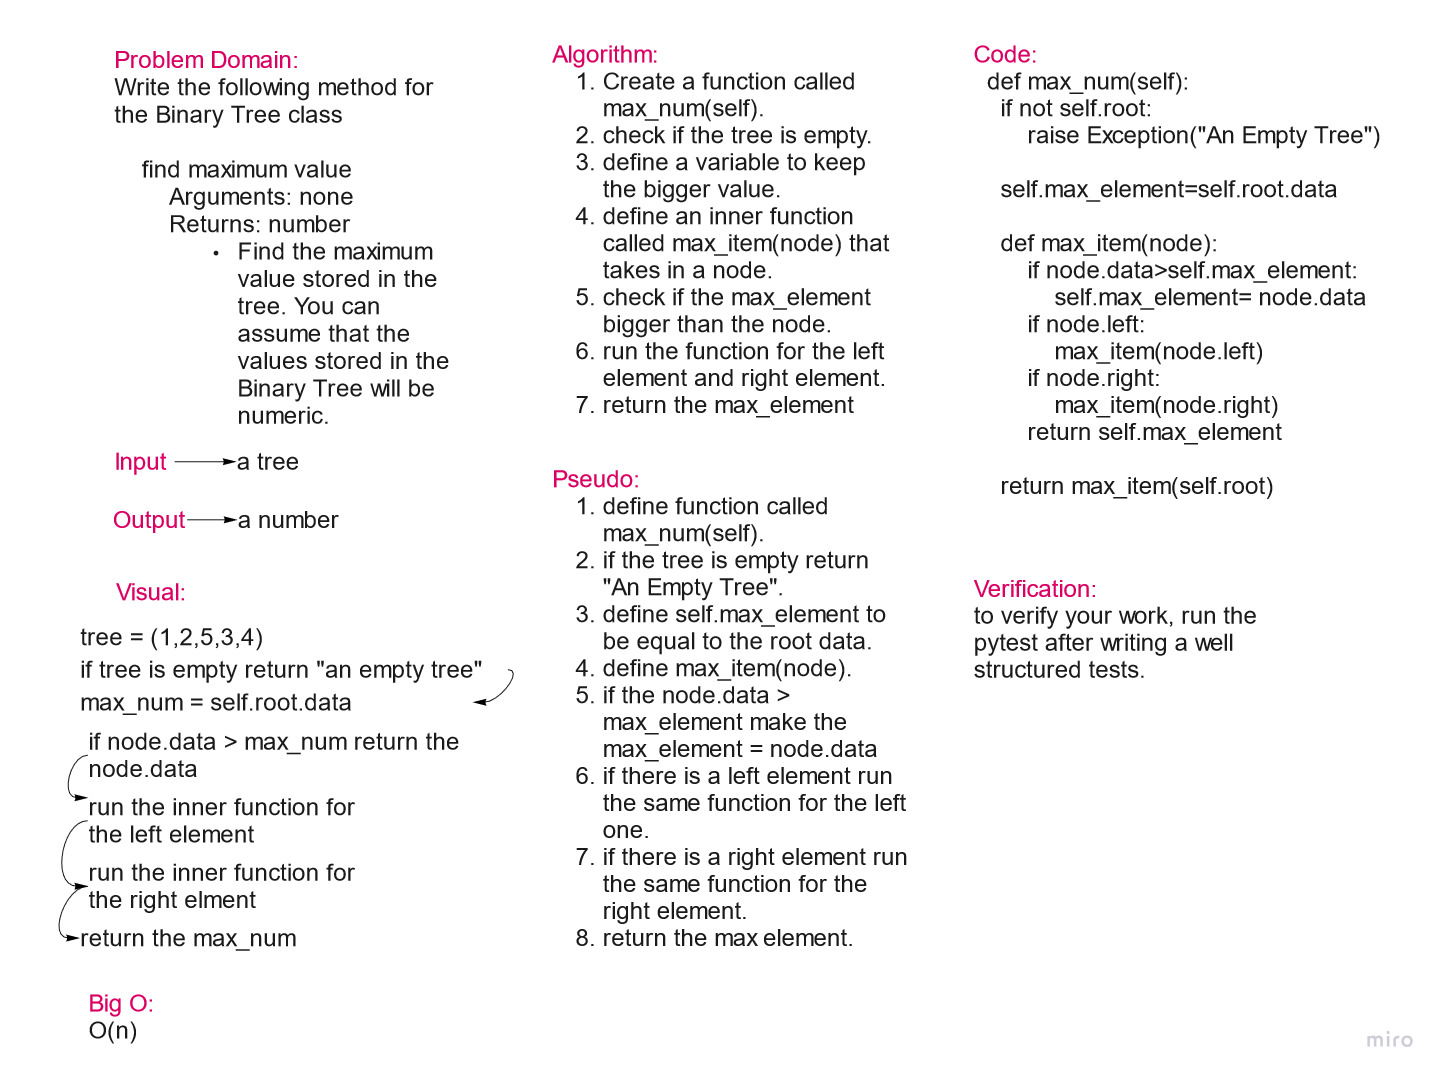 Problem Domain:
Write the following method for
the Binary Tree class
find maximum value
Arguments: none
Returns: number
• Find the maximum
value stored in the
tree. You can
assume that the
values stored in the
Binary Tree will be
numeric.
Input
a tree
Output
a number
Visual:
tree = (1,2,5,3,4)
if tree is empty return "an empty tree"
max_num = self.root.data
if node.data > max_num return the
node.data
run the inner function for
the left element
run the inner function for
the right elment
return the max_num
Big O:
O(n)
Algorithm:
1. Create a function called
max_num(self).
2. check if the tree is empty.
3. define a variable to keep
the bigger value.
4. define an inner function
called max_item(node) that
takes in a node.
5. check if the max_element
bigger than the node.
6. run the function for the left
element and right element.
7. return the max_element
Pseudo:
1. define function called
max_num(self).
2. if the tree is empty return
"An Empty Tree".
3. define self.max_element to
be equal to the root data.
4. define max_item(node).
5. if the node.data >
max_element make the
max_element = node.data
6. if there is a left element run
the same function for the left
one.
7. if there is a right element run
the same function for the
right element.
8. return the max element.
Code:
def max_num(self):
if not self.root:
raise Exception("An Empty Tree")
self.max_element=self.root.data
def max_item(node):
if node.data>self.max_element:
self.max_element= node.data
if node.left:
max_item(node.left)
if node.right:
max_item(node.right)
return self.max_element
return max_item(self.root)
Verification:
to verify your work, run the
pytest after writing a well
structured tests.
miro